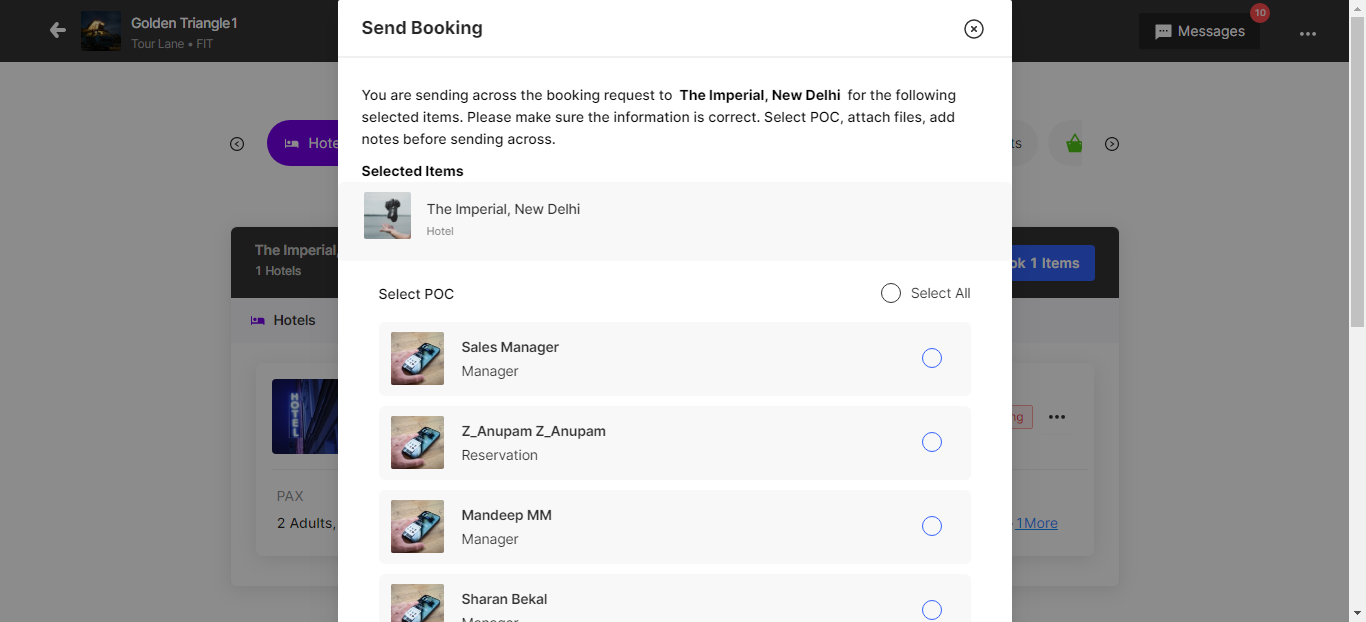 Golden Triangle1
Tour Lane • FIT
Messages
10
Send Booking
You are sending across the booking request to The Imperial, New Delhi for the following
selected items. Please make sure the information is correct. Select POC, attach files, add
notes before sending across.
Selected Items
The Imperial, New Delhi
Hotel
Select POC
Select All
Sales Manager
Manager
Z_Anupam Z_Anupam
Reservation
Mandeep MM
Manager
Sharan Bekal
Manager
Hote
ts
The Imperial,
1 Hotels
ok 1 Items
Hotels
HOTEL
ng
PAX
2 Adults,
1More